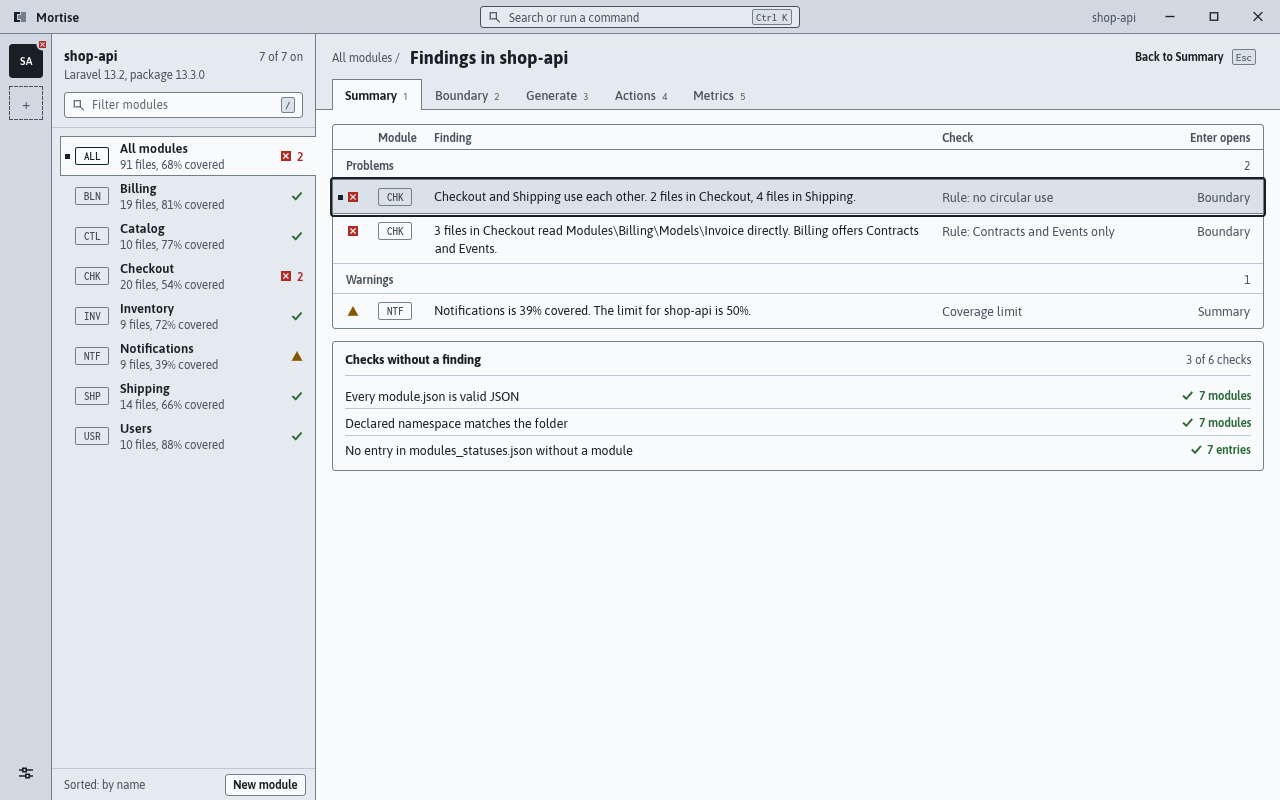 Mortise
Search or run a command
Ctrl K
shop-api
SA
+
shop-api
7 of 7 on
Laravel 13.2, package 13.3.0
Filter modules
/
ALL
All modules
91 files, 68% covered
2
BLN
Billing
19 files, 81% covered
CTL
Catalog
10 files, 77% covered
CHK
Checkout
20 files, 54% covered
2
INV
Inventory
9 files, 72% covered
NTF
Notifications
9 files, 39% covered
SHP
Shipping
14 files, 66% covered
USR
Users
10 files, 88% covered
Sorted: by name
New module
All modules /
Findings in shop-api
Back to Summary
Esc
Summary 1
Boundary 2
Generate 3
Actions 4
Metrics 5
Module
Finding
Check
Enter opens
Problems
2
CHK
Checkout and Shipping use each other. 2 files in Checkout, 4 files in Shipping.
Rule: no circular use
Boundary
CHK
3 files in Checkout read Modules\Billing\Models\Invoice directly. Billing offers Contracts
and Events.
Rule: Contracts and Events only
Boundary
Warnings
1
NTF
Notifications is 39% covered. The limit for shop-api is 50%.
Coverage limit
Summary
Checks without a finding
3 of 6 checks
Every module.json is valid JSON
7 modules
Declared namespace matches the folder
7 modules
No entry in modules_statuses.json without a module
7 entries